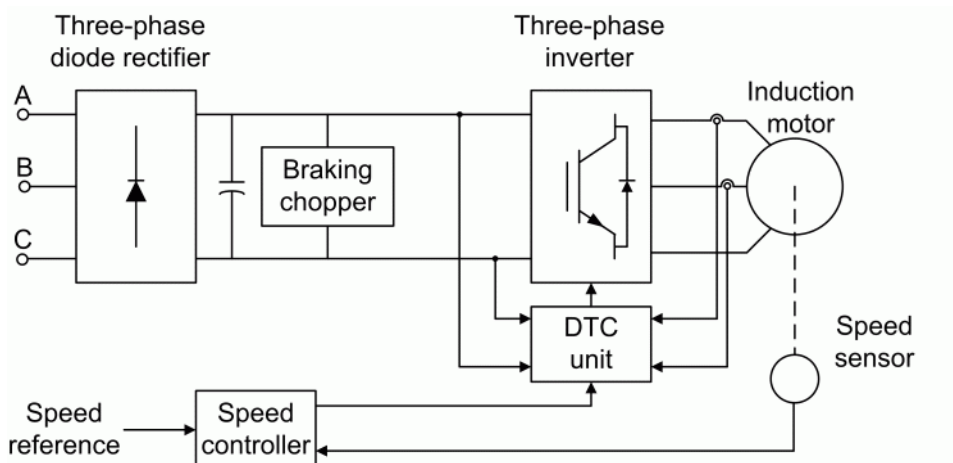 Three-phase
diode rectifier
Three-phase
inverter
Induction
motor
A
B
C
Braking
chopper
DTC
unit
Speed
sensor
Speed
reference
Speed
controller